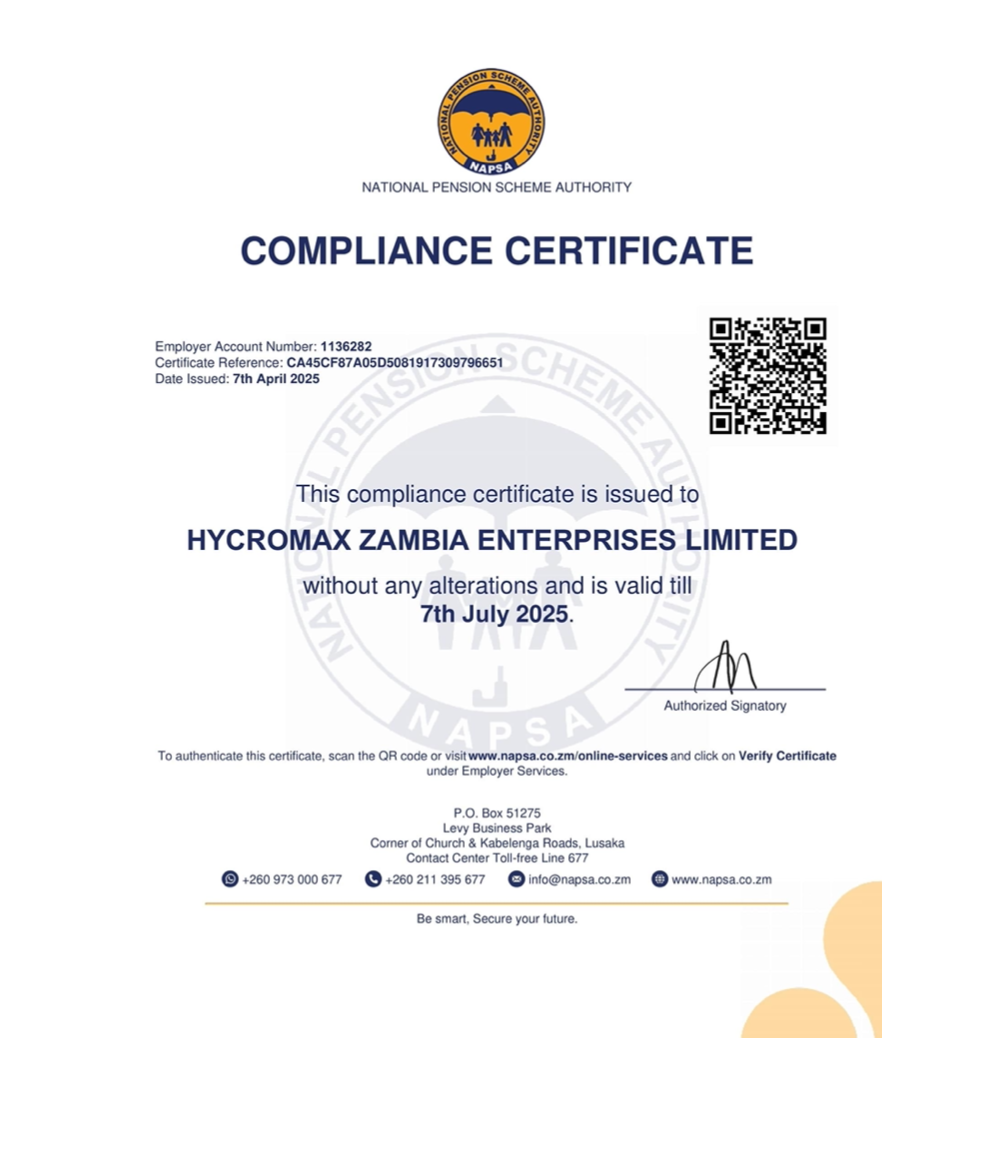 NATIONAL PENSION SCHEME AUTHORITY
NAPSA
NATIONAL PENSION SCHEME AUTHORITY
COMPLIANCE CERTIFICATE
Employer Account Number: 1136282
Certificate Reference: CA45CF87A05D5081917309796651
Date Issued: 7th April 2025
NATIONAL PENSION SCHEME AUTHORITY
This compliance certificate is issued to
HYCROMAX ZAMBIA ENTERPRISES LIMITED
without any alterations and is valid till
7th July 2025.
Authorized Signatory
NAPSA
To authenticate this certificate, scan the QR code or visit www.napsa.co.zm/online-services and click on Verify Certificate
under Employer Services.
P.O. Box 51275
Levy Business Park
Corner of Church & Kabelenga Roads, Lusaka
Contact Center Toll-free Line 677
+260 973 000 677 +260 211 395 677 info@napsa.co.zm www.napsa.co.zm
Be smart, Secure your future.